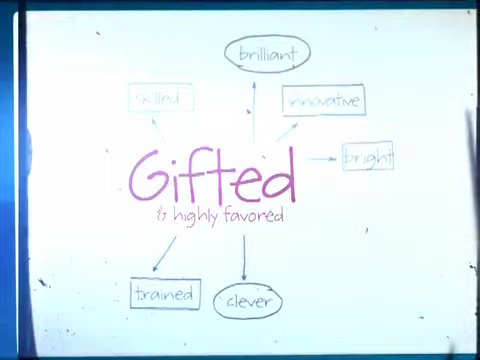 brilliant
skilled
innovative
Gifted
bright
& highly favored
trained
clever